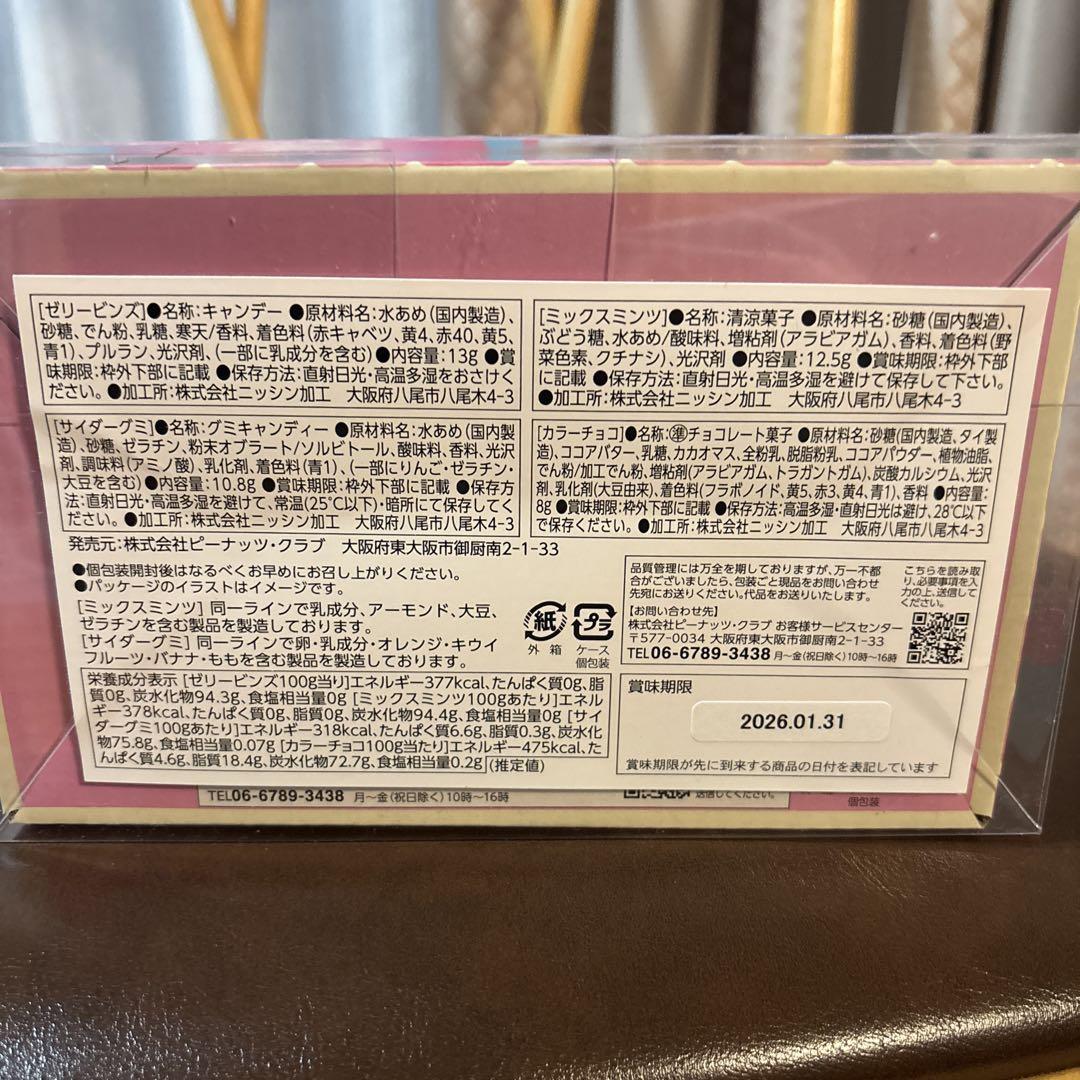 [ゼリービンズ]●名称:キャンデー ●原材料名:水あめ(国内製造)、
砂糖、でん粉、乳糖、寒天/香料、着色料(赤キャベツ、黄4、赤40、黄5、
青1)、プルラン、光沢剤、(一部に乳成分を含む)●内容量:13g ●賞
味期限:枠外下部に記載 ●保存方法:直射日光・高温多湿をおさけく
ださい。●加工所:株式会社ニッシン加工 大阪府八尾市八尾木4-3
[ミックスミンツ]●名称:清涼菓子 ●原材料名:砂糖(国内製造)、
ぶどう糖、水あめ/酸味料、増粘剤(アラビアガム)、香料、着色料(野
菜色素、クチナシ)、光沢剤 ●内容量:12.5g ●賞味期限:枠外下部
に記載 ●保存方法:直射日光・高温多湿を避けて保存して下さい。
●加工所:株式会社ニッシン加工 大阪府八尾市八尾木4-3
[サイダーグミ]●名称:グミキャンディー ●原材料名:水あめ(国内製
造)、砂糖、ゼラチン、粉末オブラート/ソルビトール、酸味料、香料、光沢
剤、調味料(アミノ酸)、乳化剤、着色料(青1)、(一部にりんご・ゼラチン・
大豆を含む)●内容量:10.8g ●賞味期限:枠外下部に記載 ●保存方
法:直射日光・高温多湿を避けて、常温(25℃以下)・暗所にて保存してく
ださい。●加工所:株式会社ニッシン加工 大阪府八尾市八尾木4-3
[カラーチョコ]●名称:㊟チョコレート菓子 ●原材料名:砂糖(国内製造、タイ製
造)、ココアバター、乳糖、カカオマス、全粉乳、脱脂粉乳、ココアパウダー、植物油脂、
でん粉/加工でん粉、増粘剤(アラビアガム、トラガントガム)、炭酸カルシウム、光沢
剤、乳化剤(大豆由来)、着色料(フラボノイド、黄5、赤3、黄4、青1)、香料 ●内容量:
8g ●賞味期限:枠外下部に記載 ●保存方法:高温多湿・直射日光は避け、28℃以下
で保存ください。●加工所:株式会社ニッシン加工 大阪府八尾市八尾木4-3
発売元:株式会社ピーナッツ・クラブ 大阪府東大阪市御厨南2-1-33
●個包装開封後はなるべくお早めにお召し上がりください。
●パッケージのイラストはイメージです。
[ミックスミンツ] 同一ラインで乳成分、アーモンド、大豆、
ゼラチンを含む製品を製造しております。
[サイダーグミ] 同一ラインで卵・乳成分・オレンジ・キウイ
フルーツ・バナナ・ももを含む製品を製造しております。
紙
外 箱
プラ
ケース
個包装
品質管理には万全を期しておりますが、万一不都
合がございましたら、包装ごと現品をお問い合わせ
先宛にお送りください。代品をお送りいたします。
【お問い合わせ先】
株式会社ピーナッツ・クラブ お客様サービスセンター
〒577-0034 大阪府東大阪市御厨南2-1-33
TEL06-6789-3438 月〜金(祝日除く)10時〜16時
こちらを読み取
り、必要事項を入
力の上、送信して
ください。
栄養成分表示 [ゼリービンズ100g当り]エネルギー377kcal、たんぱく質0g、脂
質0g、炭水化物94.3g、食塩相当量0g [ミックスミンツ100gあたり]エネル
ギー378kcal、たんぱく質0g、脂質0g、炭水化物94.4g、食塩相当量0g [サイ
ダーグミ100gあたり]エネルギー318kcal、たんぱく質6.6g、脂質0.3g、炭水化
物75.8g、食塩相当量0.07g [カラーチョコ100g当たり]エネルギー475kcal、た
んぱく質4.6g、脂質18.4g、炭水化物72.7g、食塩相当量0.2g (推定値)
賞味期限
2026.01.31
賞味期限が先に到来する商品の日付を表記しています
TEL06-6789-3438 月〜金(祝日除く)10時〜16時
送信してください。
個包装